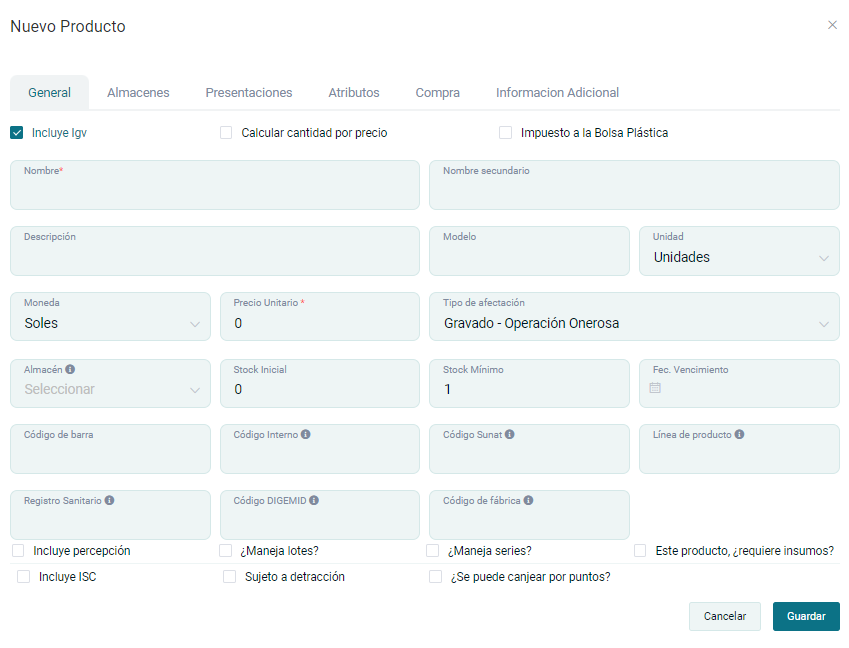 Nuevo Producto
General Almacenes Presentaciones Atributos Compra Informacion Adicional
Incluye Igv Calcular cantidad por precio Impuesto a la Bolsa Plástica
Nombre* Nombre secundario
Descripción Modelo Unidad
Unidades
Moneda Precio Unitario * Tipo de afectación
Soles 0 Gravado - Operación Onerosa
Almacén Stock Inicial Stock Mínimo Fec. Vencimiento
Seleccionar 0 1
Código de barra Código Interno Código Sunat Línea de producto
Registro Sanitario Código DIGEMID Código de fábrica
Incluye percepción ¿Maneja lotes? ¿Maneja series? Este producto, ¿requiere insumos?
Incluye ISC Sujeto a detracción ¿Se puede canjear por puntos?
Cancelar Guardar